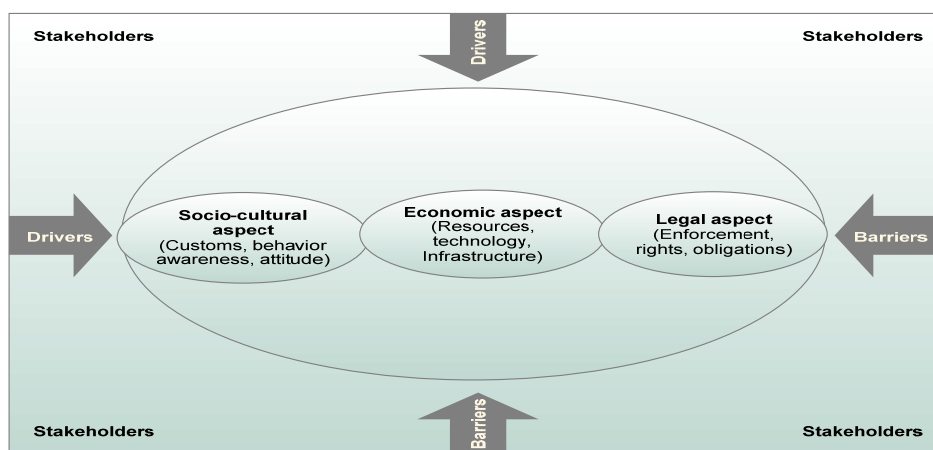 Stakeholders
Stakeholders
Drivers
Socio-cultural
aspect
(Customs, behavior
awareness, attitude)
Economic aspect
(Resources,
technology,
Infrastructure)
Legal aspect
(Enforcement,
rights, obligations)
Drivers
Barriers
Stakeholders
Stakeholders
Barriers